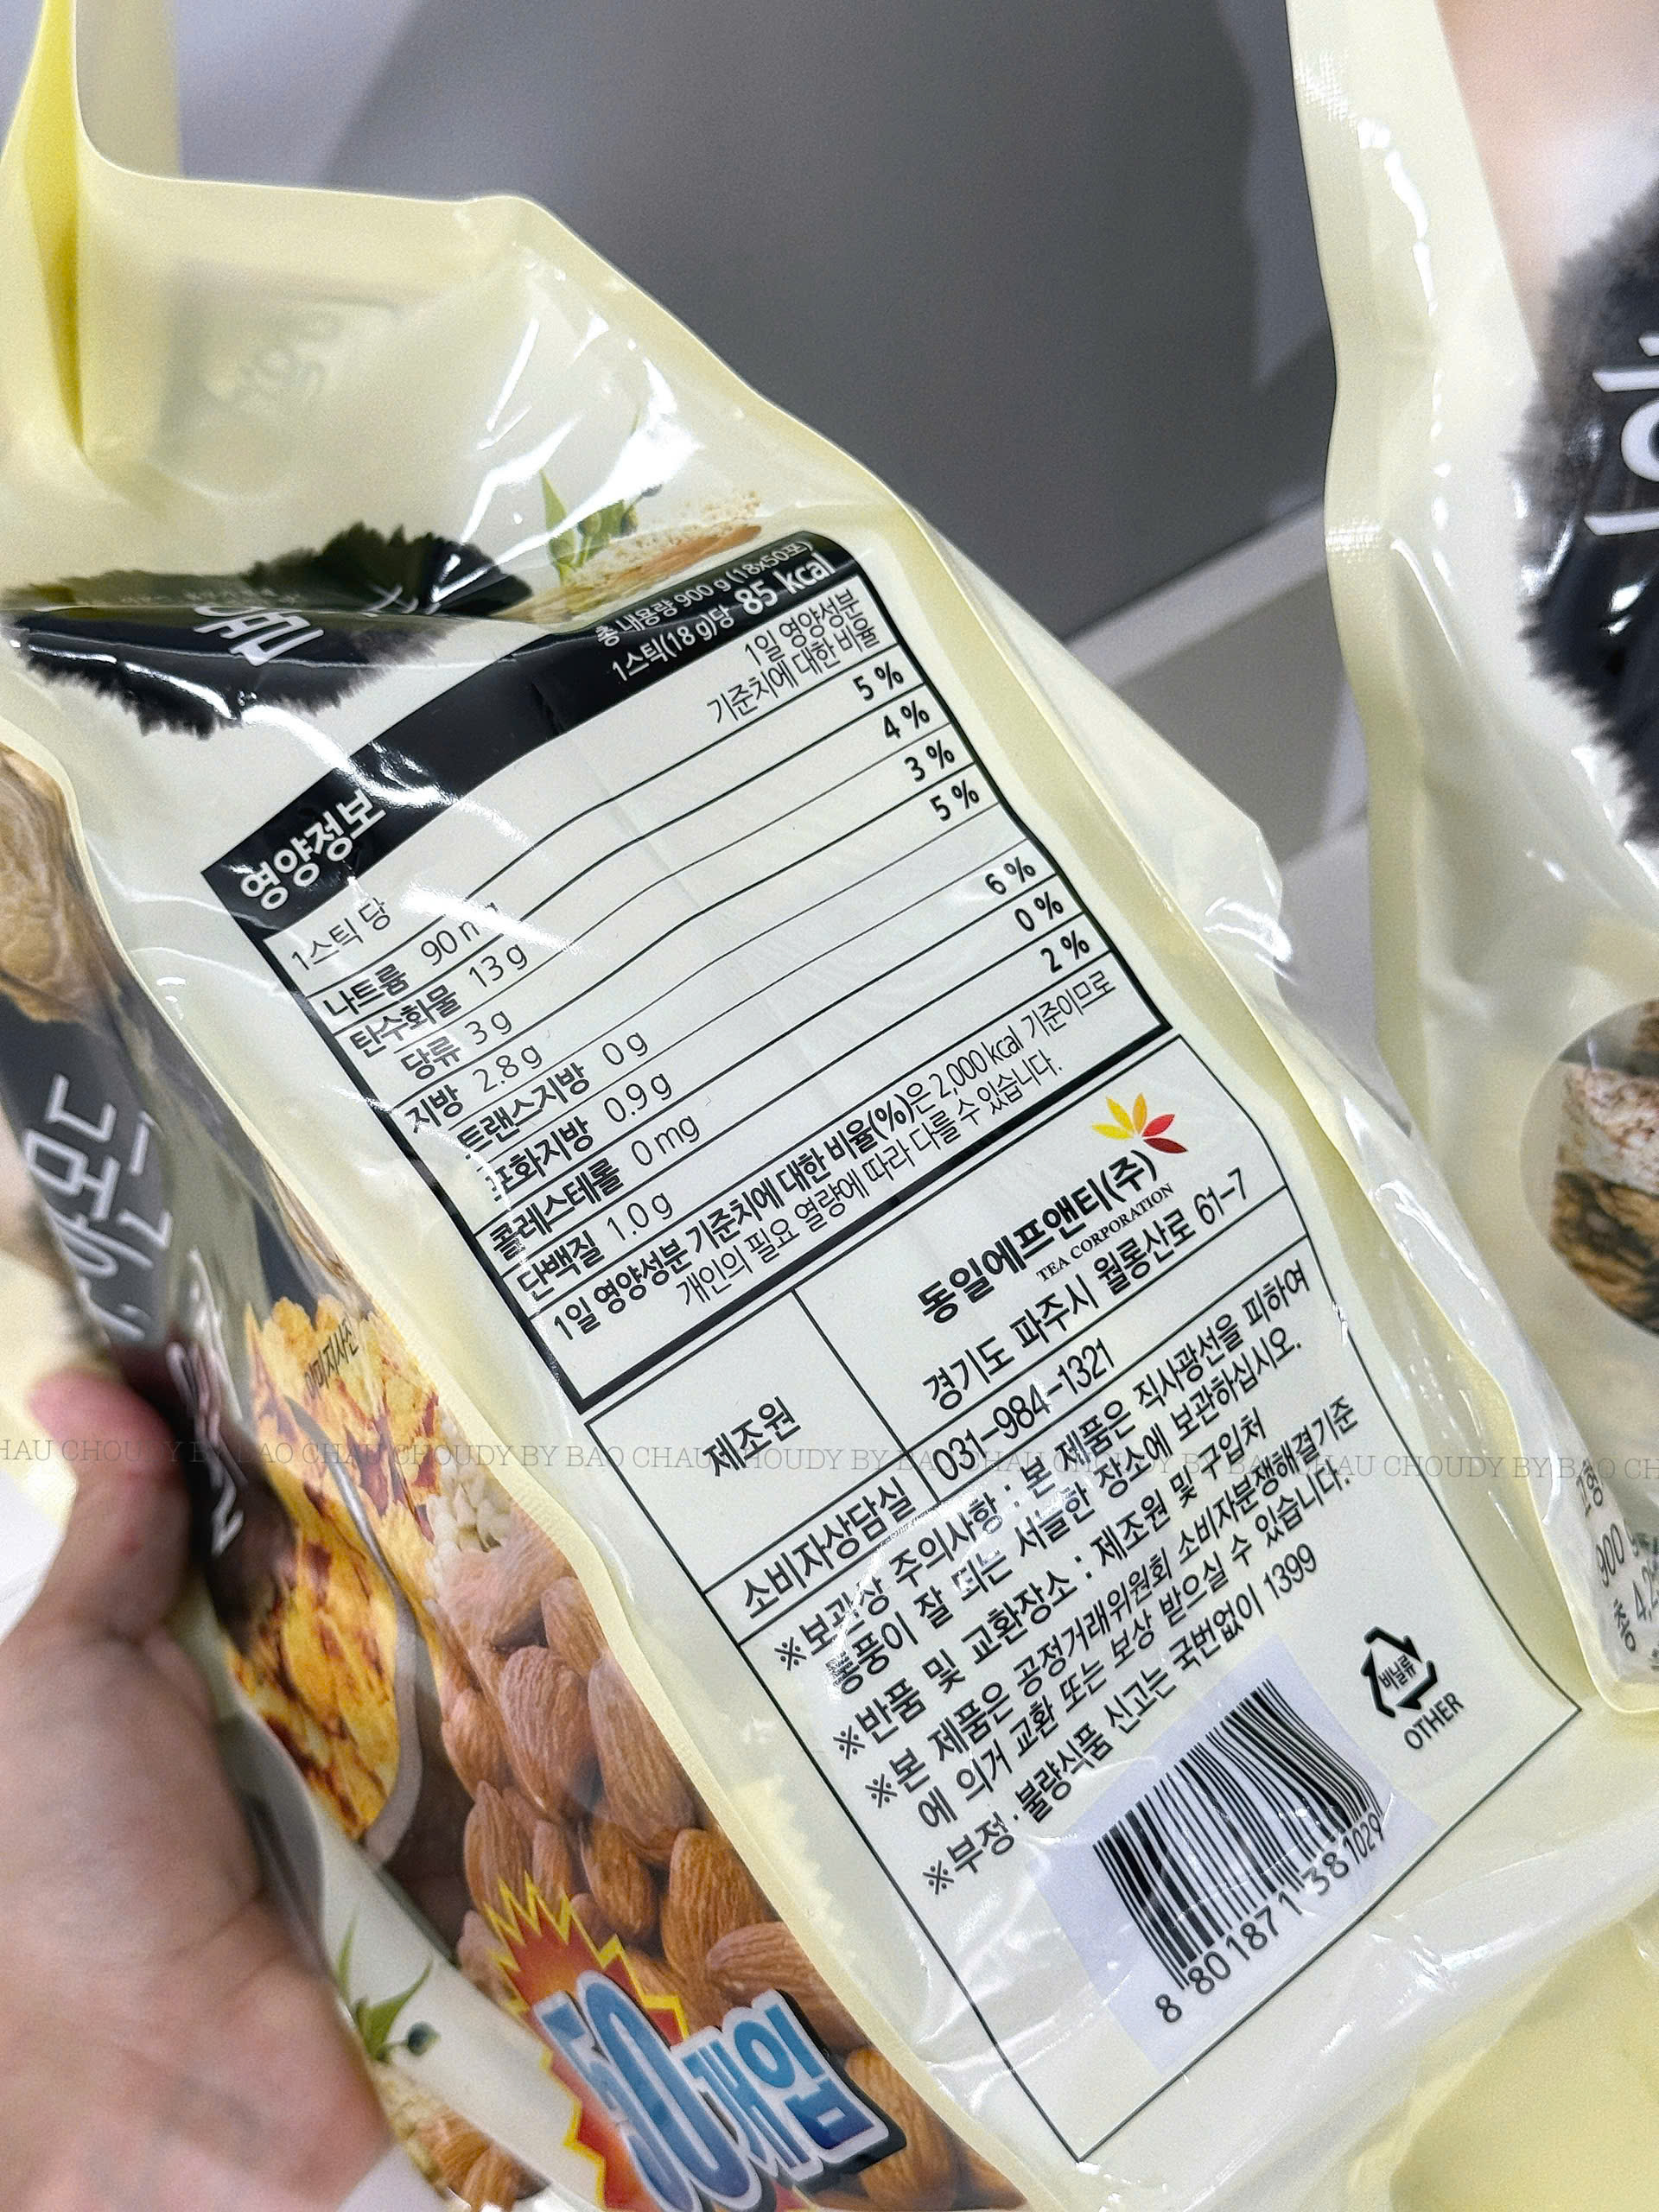 영양정보
총 내용량 900 g (18x50포)
1스틱(18 g)당 85 kcal
1스틱 당
1일 영양성분
기준치에 대한 비율
나트륨 90 5 %
탄수화물 13 g 4 %
당류 3 g 3 %
지방 2.8 g 5 %
트랜스지방 0 g
포화지방 0.9 g 6 %
콜레스테롤 0 mg 0 %
단백질 1.0 g 2 %
1일 영양성분 기준치에 대한 비율(%)은 2,000 kcal 기준이므로
개인의 필요 열량에 따라 다를 수 있습니다.
제조원
동일에프앤티(주)
TEA CORPORATION
경기도 파주시 월롱산로 61-7
소비자상담실 031-984-1321
※보관상 주의사항 : 본 제품은 직사광선을 피하여
통풍이 잘 되는 서늘한 장소에 보관하십시오.
※반품 및 교환장소 : 제조원 및 구입처
※본 제품은 공정거래위원회 소비자분쟁해결기준
에 의거 교환 또는 보상 받으실 수 있습니다.
※부정·불량식품 신고는 국번없이 1399
비닐류
OTHER
8 801871 381029
이미지사진
50개입
900
총
HAU CHOUDY BY BAO CHAU CHOUDY BY BAO CHAU CHOUDY BY BAO CHAU CHOUDY BY BAO CHAU CHOUDY BY BAO CH